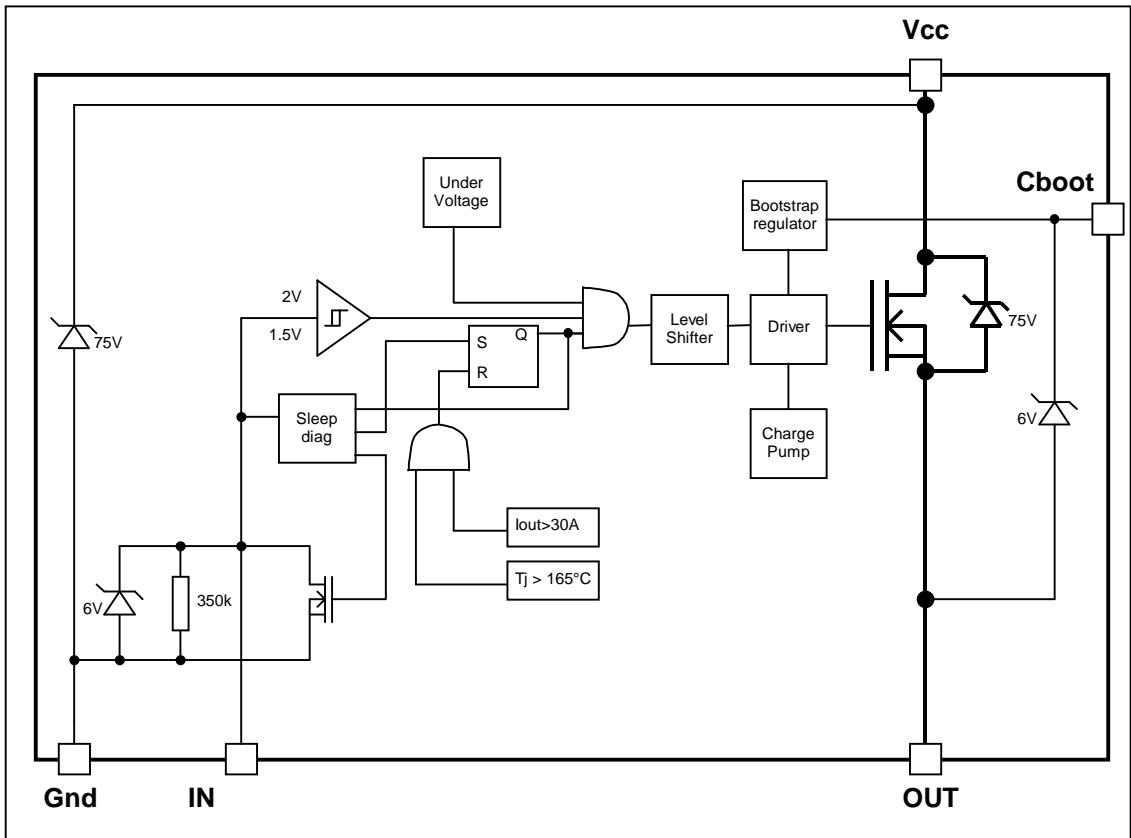 Vcc
Cboot
Under
Voltage
Bootstrap
regulator
2V
1.5V
75V
75V
Level
Shifter
Driver
S
Q
R
Sleep
diag
Charge
Pump
6V
Iout>30A
Tj > 165°C
6V
350k
Gnd
IN
OUT